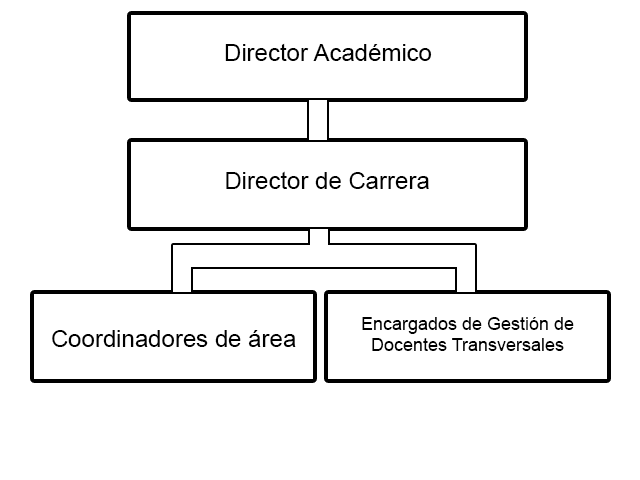 Director Académico
Director de Carrera
Coordinadores de área
Encargados de Gestión de
Docentes Transversales